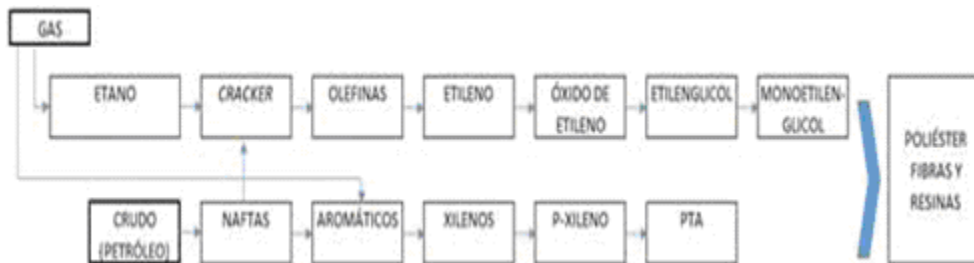 GAS
ETANO
CRACKER
OLEFINAS
ETILENO
ÓXIDO DE
ETILENO
ETILENGLICOL
MONOETILEN-
GLICOL
POLIÉSTER
FIBRAS Y
RESINAS
CRUDO
(PETRÓLEO)
NAFTAS
AROMÁTICOS
XILENOS
P-XILENO
PTA